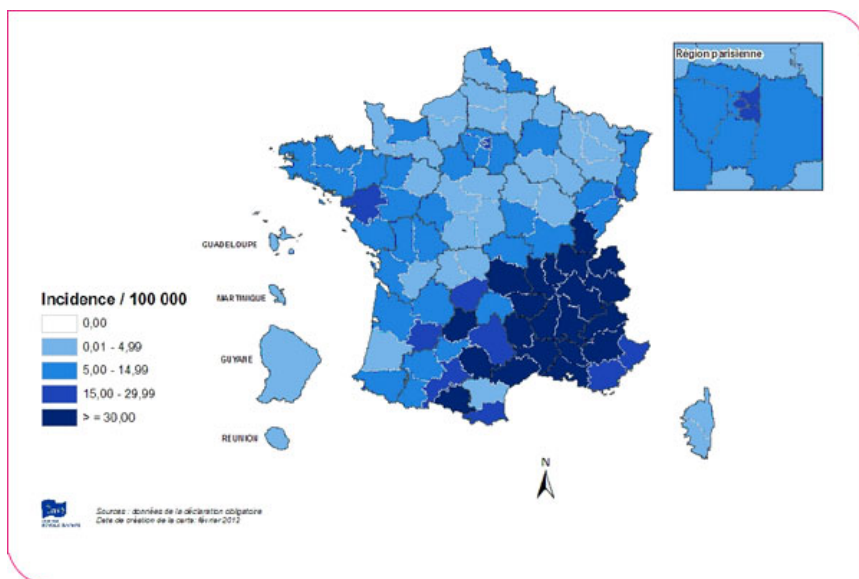 Région parisienne
GUADELOUPE
MARTINIQUE
GUYANE
REUNION
Incidence / 100 000
0,00
0,01 - 4,99
5,00 - 14,99
15,00 - 29,99
> = 30,00
N
Sources : données de la déclaration obligatoire
Date de création de la carte: février 2012